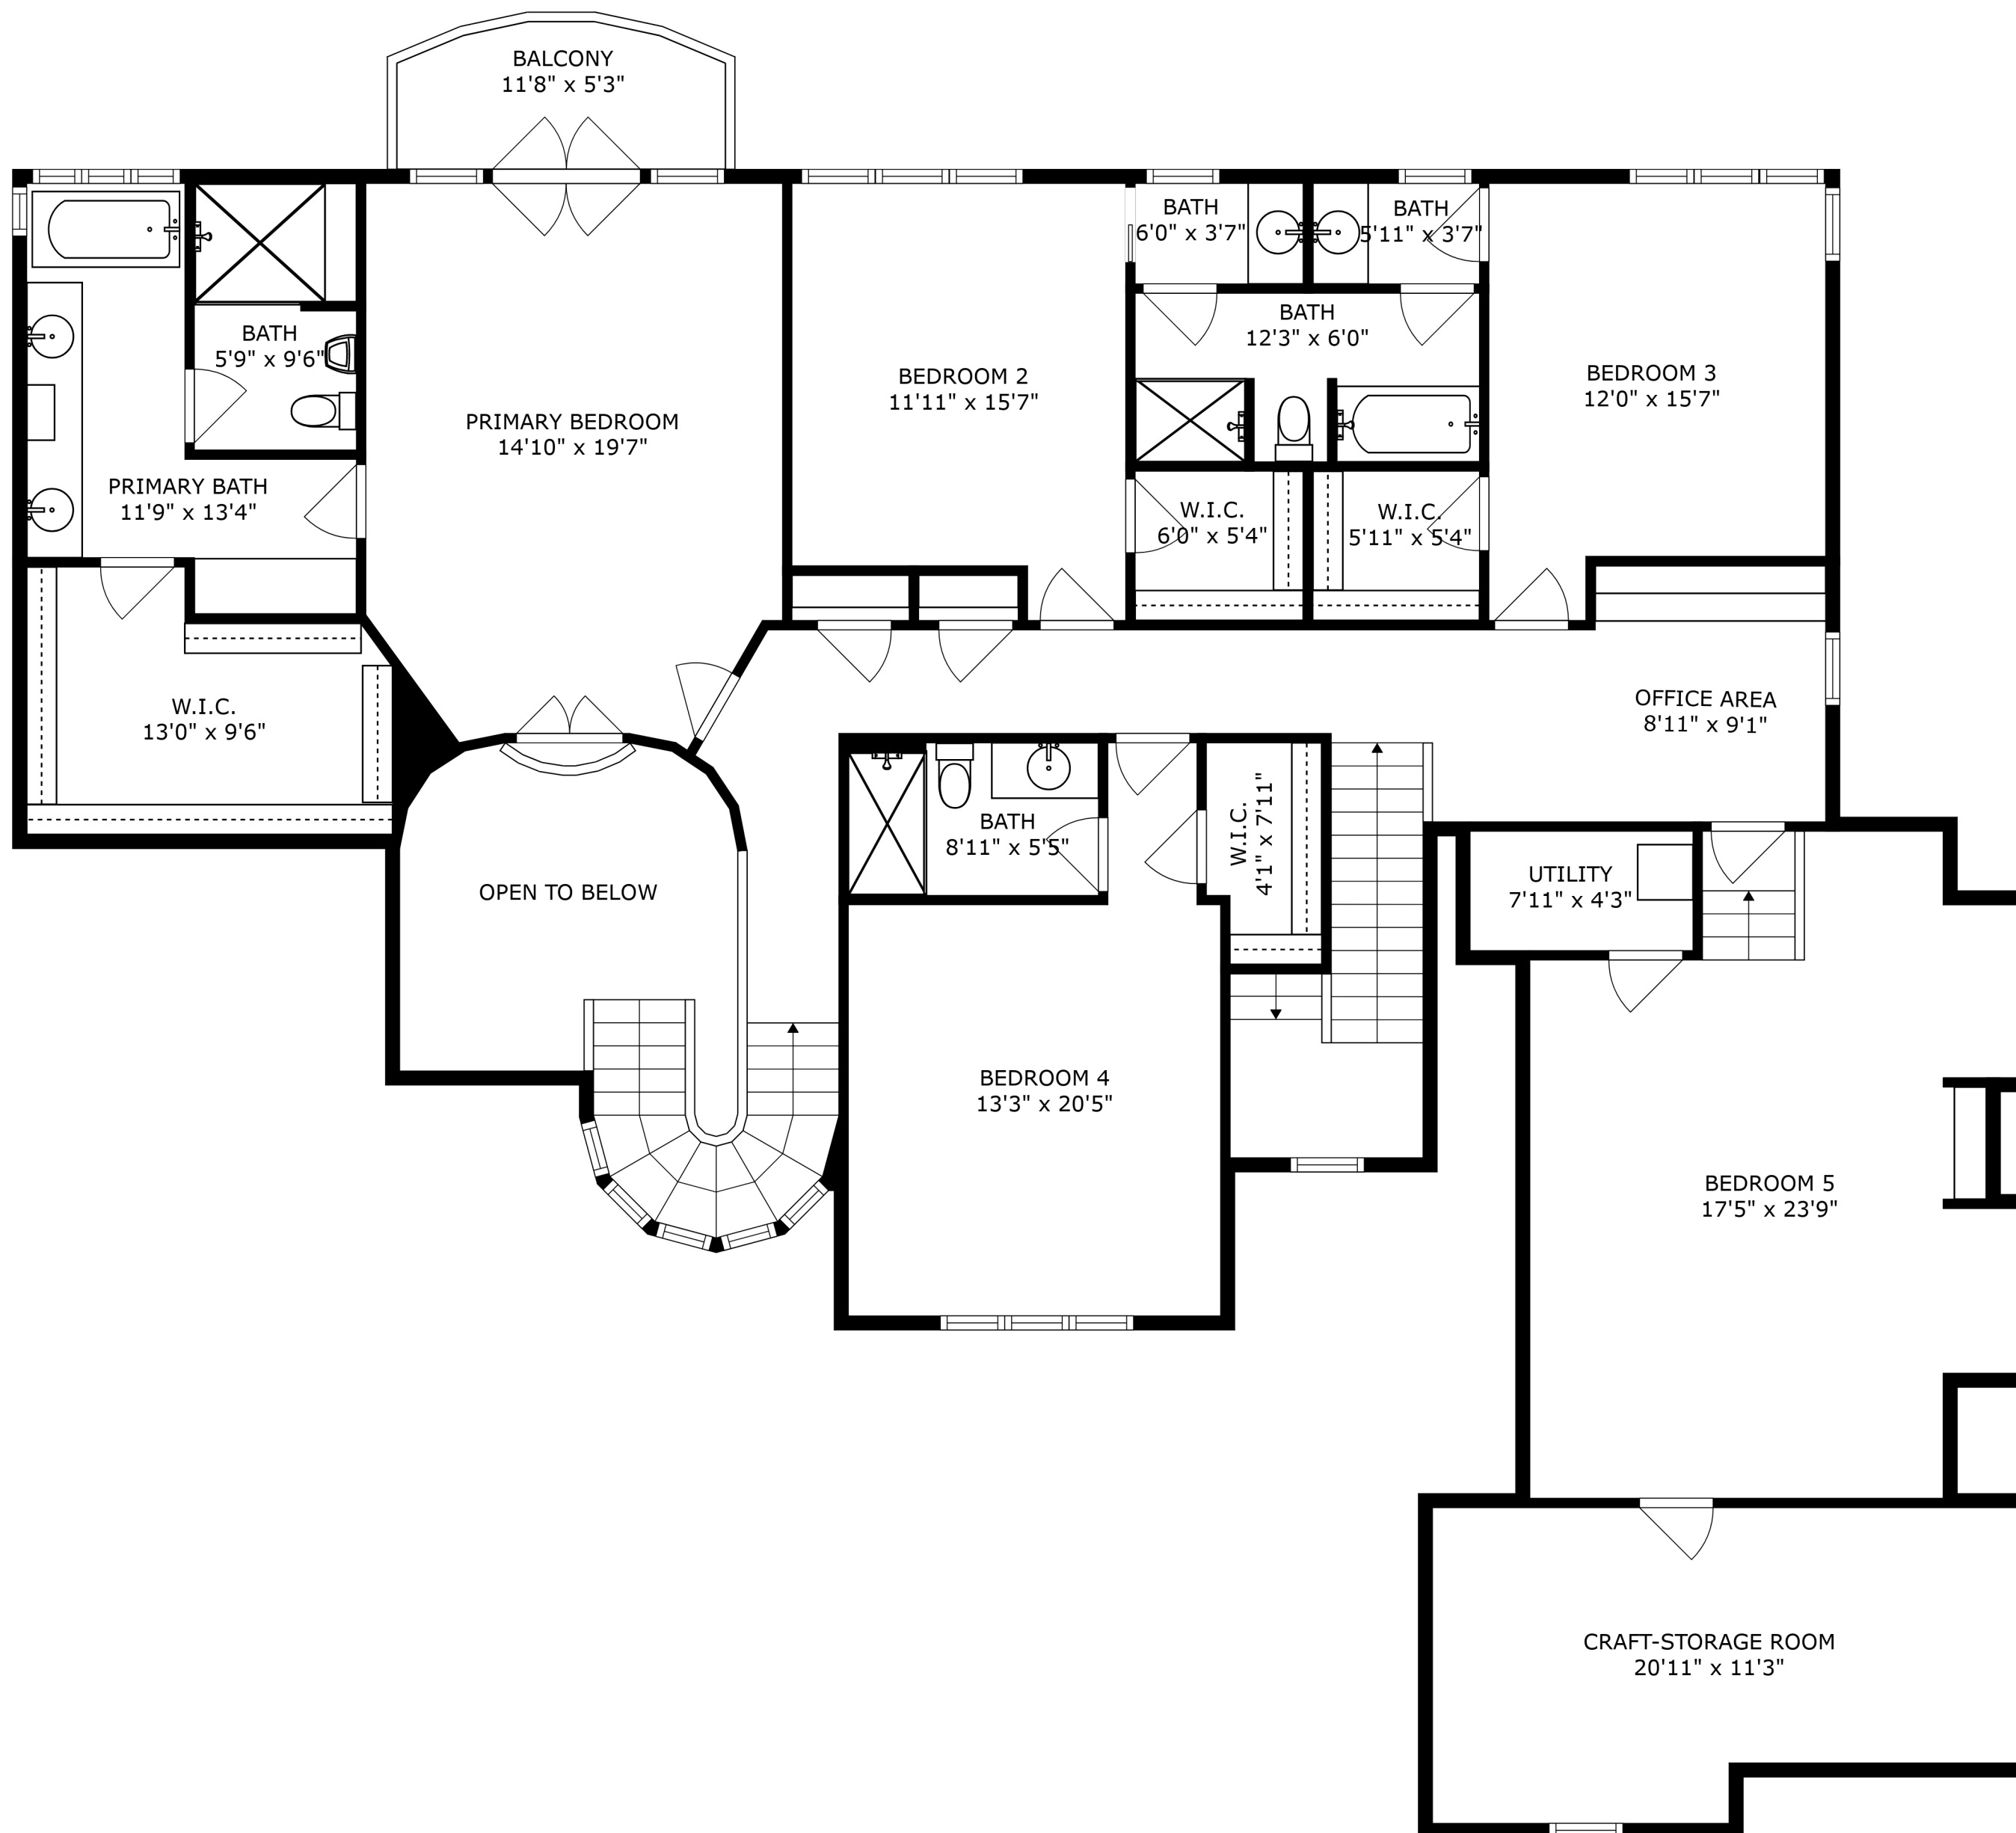 BALCONY
11'8" x 5'3"
BATH
6'0" x 3'7"
BATH
5'11" x 3'7"
BATH
5'9" x 9'6"
BATH
12'3" x 6'0"
PRIMARY BEDROOM
14'10" x 19'7"
BEDROOM 2
11'11" x 15'7"
BEDROOM 3
12'0" x 15'7"
PRIMARY BATH
11'9" x 13'4"
W.I.C.
6'0" x 5'4"
W.I.C.
5'11" x 5'4"
W.I.C.
13'0" x 9'6"
OFFICE AREA
8'11" x 9'1"
OPEN TO BELOW
BATH
8'11" x 5'5"
W.I.C.
4'1" x 7'11"
UTILITY
7'11" x 4'3"
BEDROOM 4
13'3" x 20'5"
BEDROOM 5
17'5" x 23'9"
CRAFT-STORAGE ROOM
20'11" x 11'3"